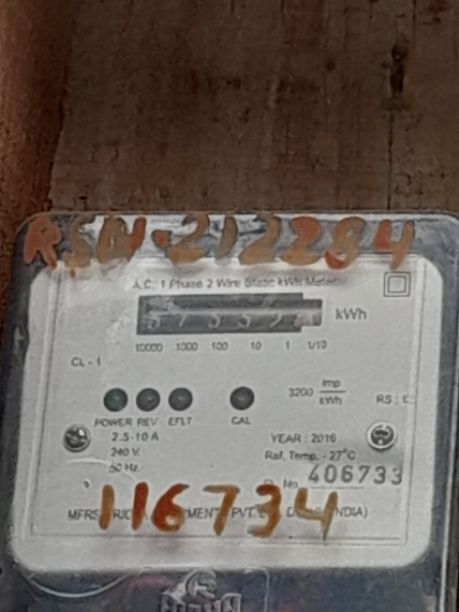 RSN-212284
A.C. 1 Phase 2 Wire Static kWh Meter
kWh
10000 1000 100 10 1 1/10
CL - 1
3200 imp/kWh
POWER REV EFLT CAL
2.5-10 A
YEAR : 2016
240 V.
Ref. Temp. - 27°C
50 Hz.
No. 406733
116734